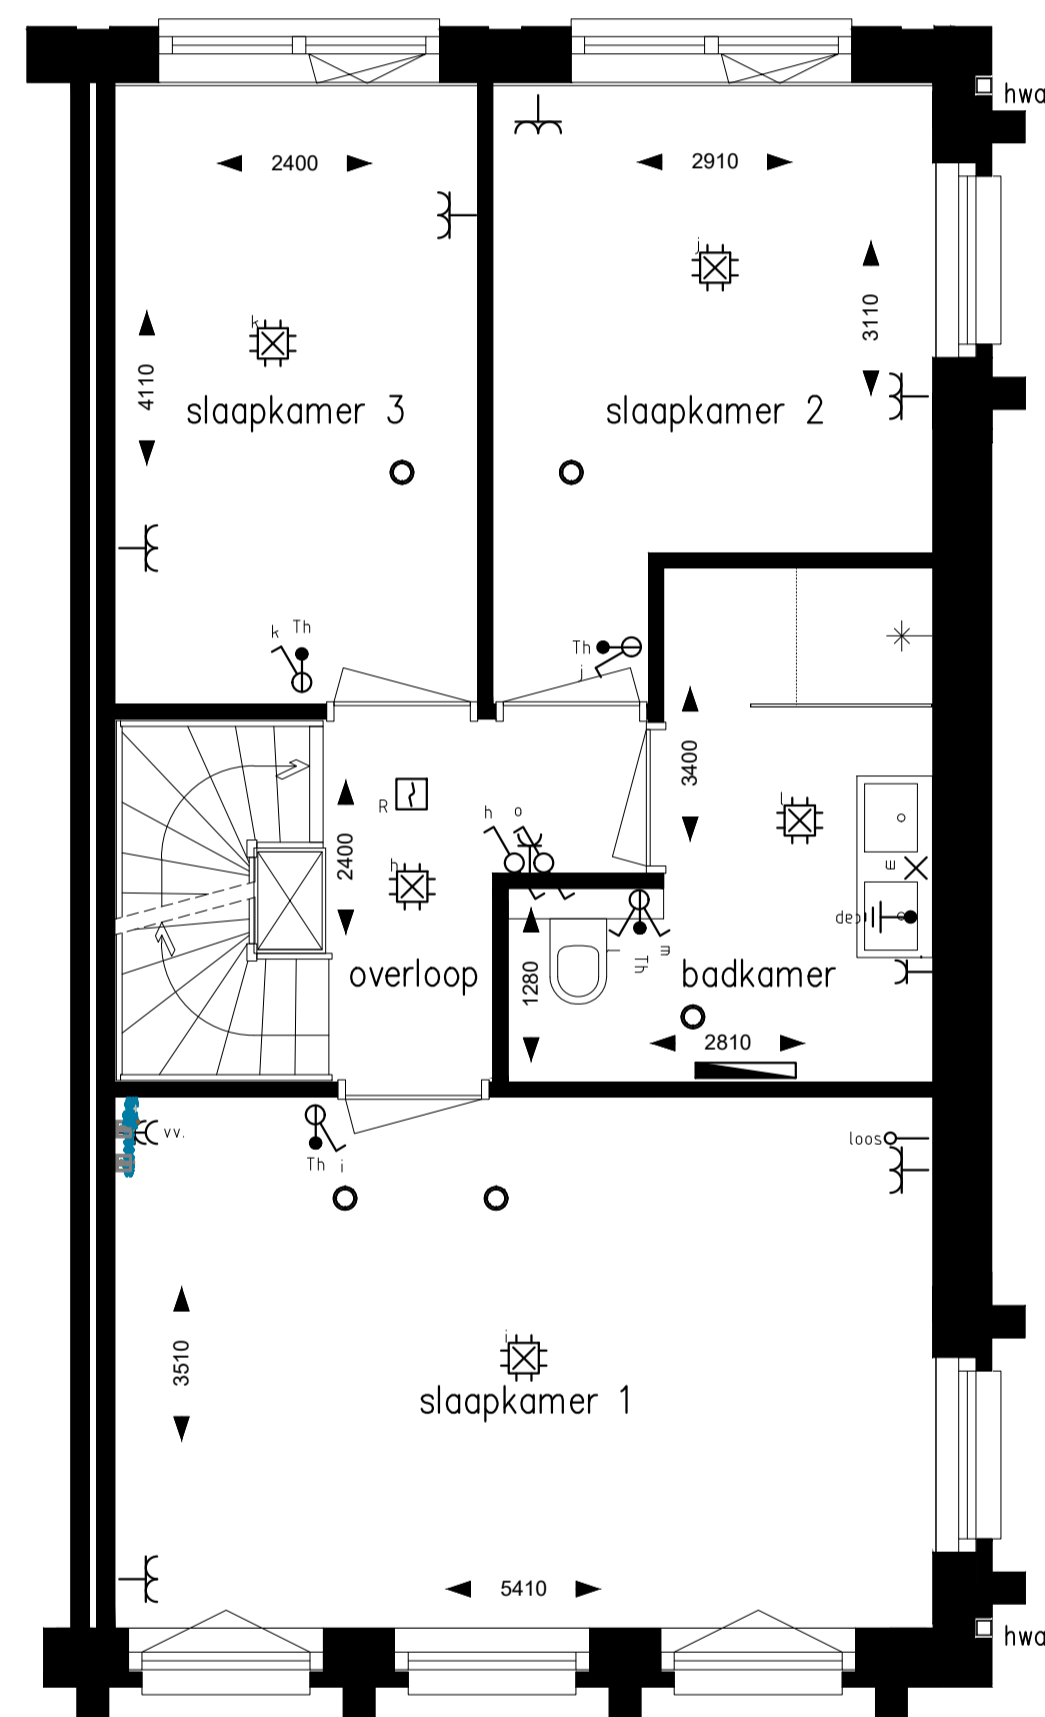 hwa
2400
2910
j
3110
k
4110
slaapkamer 3
slaapkamer 2
k Th
Th
j
3400
R
h o
l
2400
h
m
cap
overloop
1280
l
Th
m
badkamer
2810
vv.
loos
Th i
3510
i
slaapkamer 1
5410
hwa